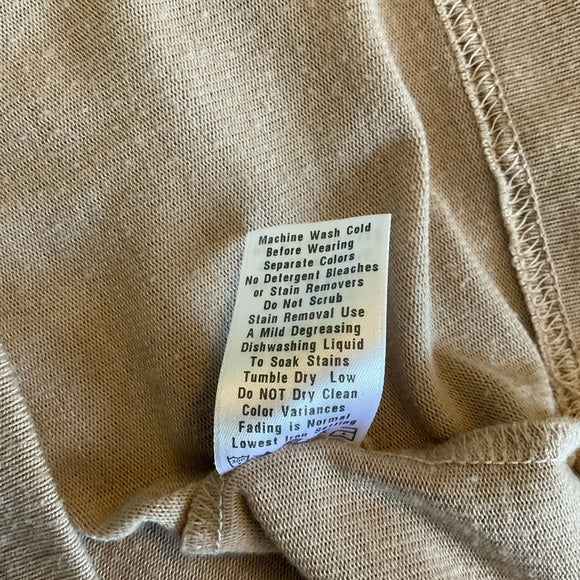 Machine Wash Cold
Before Wearing
Separate Colors
No Detergent Bleaches
or Stain Removers
Do Not Scrub
Stain Removal Use
A Mild Degreasing
Dishwashing Liquid
To Soak Stains
Tumble Dry Low
Do NOT Dry Clean
Color Variances
Fading is Normal
Lowest Iron Setting